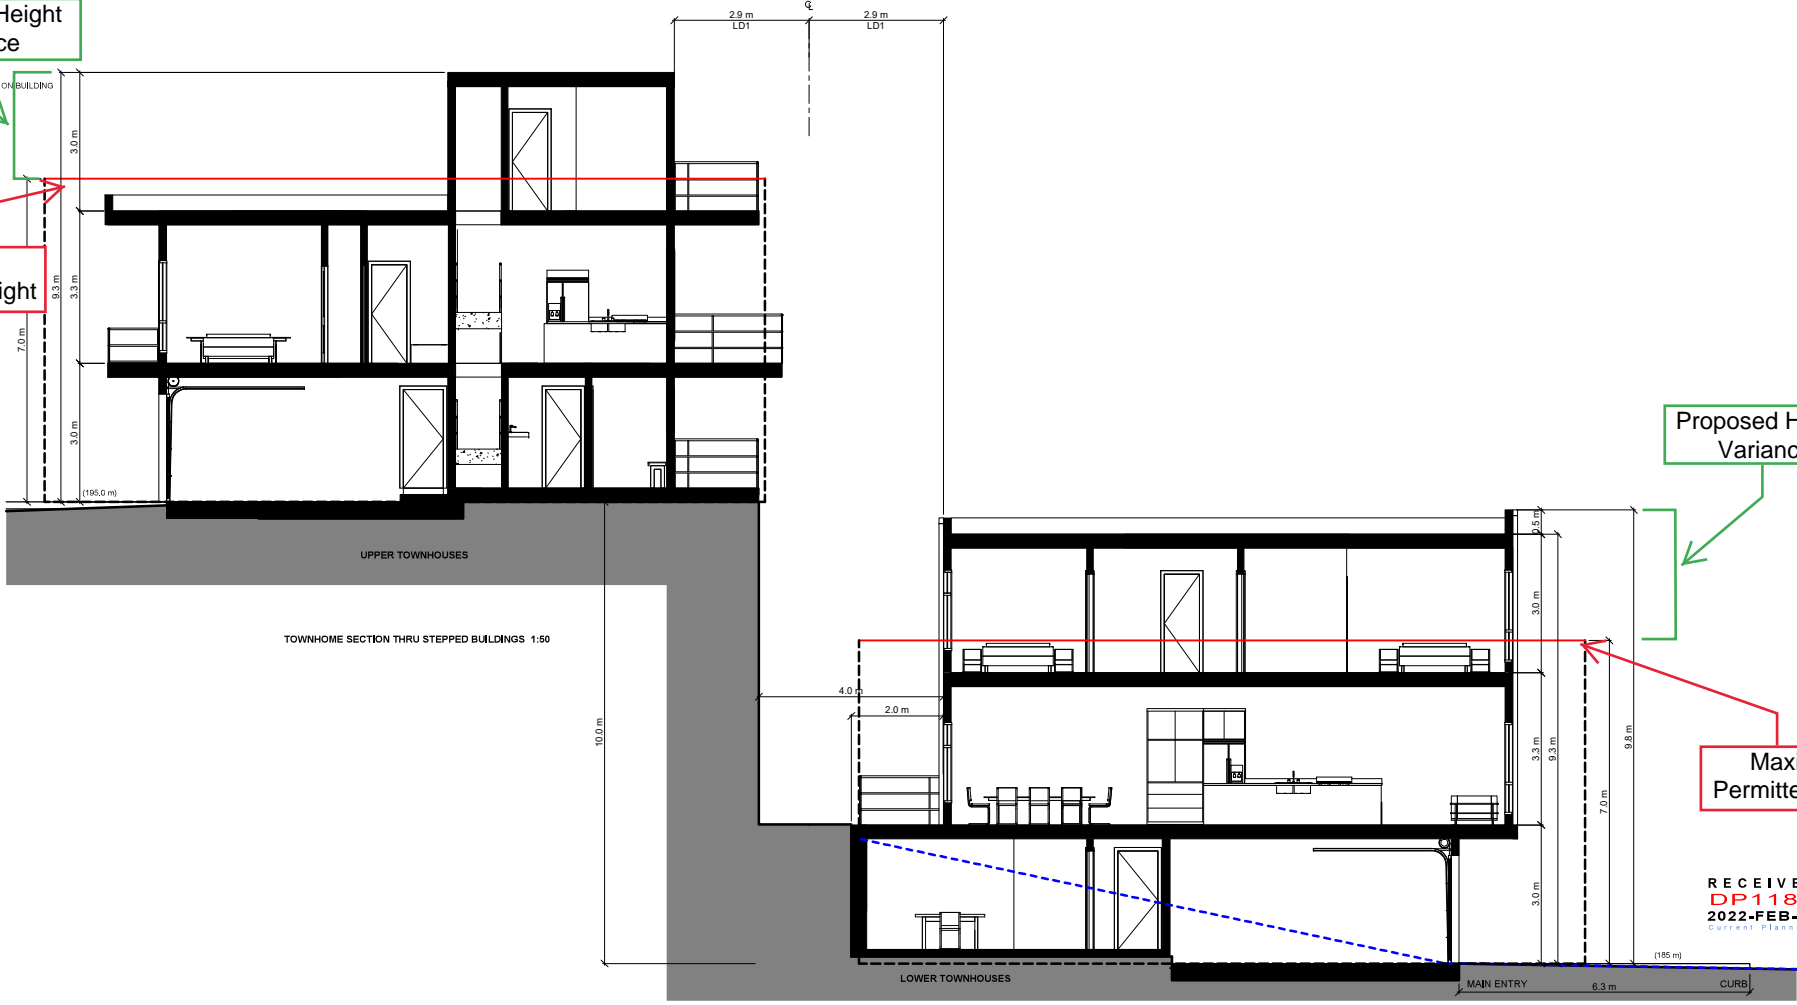 Height
ce
ON BUILDING
2.9 m
LD1
2.9 m
LD1
3.0 m
9.3 m
3.3 m
ight
7.0 m
3.0 m
(195.0 m)
UPPER TOWNHOUSES
TOWNHOME SECTION THRU STEPPED BUILDINGS 1:50
10.0 m
4.0 m
2.0 m
Proposed H
Varianc
0.5 m
3.0 m
9.8 m
3.3 m
9.3 m
7.0 m
3.0 m
Maxi
Permitte
RECEIVE
DP118
2022-FEB-
Current Plann
(185 m)
LOWER TOWNHOUSES
MAIN ENTRY
6.3 m
CURB